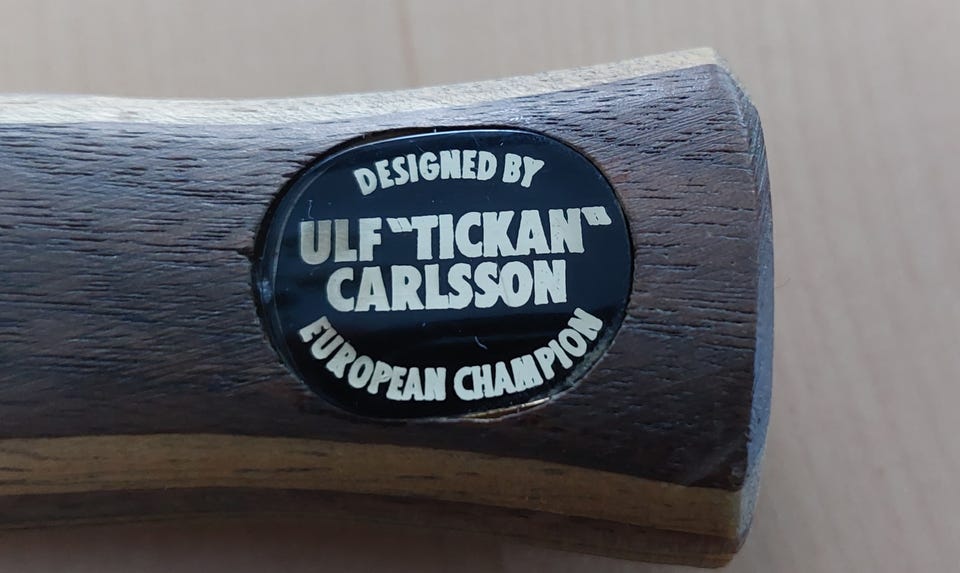 DESIGNED BY
ULF "TICKAN"
CARLSSON
EUROPEAN CHAMPION